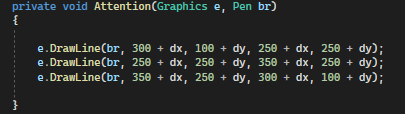 private void Attention(Graphics e, Pen br)
{
e.DrawLine(br, 300 + dx, 100 + dy, 250 + dx, 250 + dy);
e.DrawLine(br, 250 + dx, 250 + dy, 350 + dx, 250 + dy);
e.DrawLine(br, 350 + dx, 250 + dy, 300 + dx, 100 + dy);
}